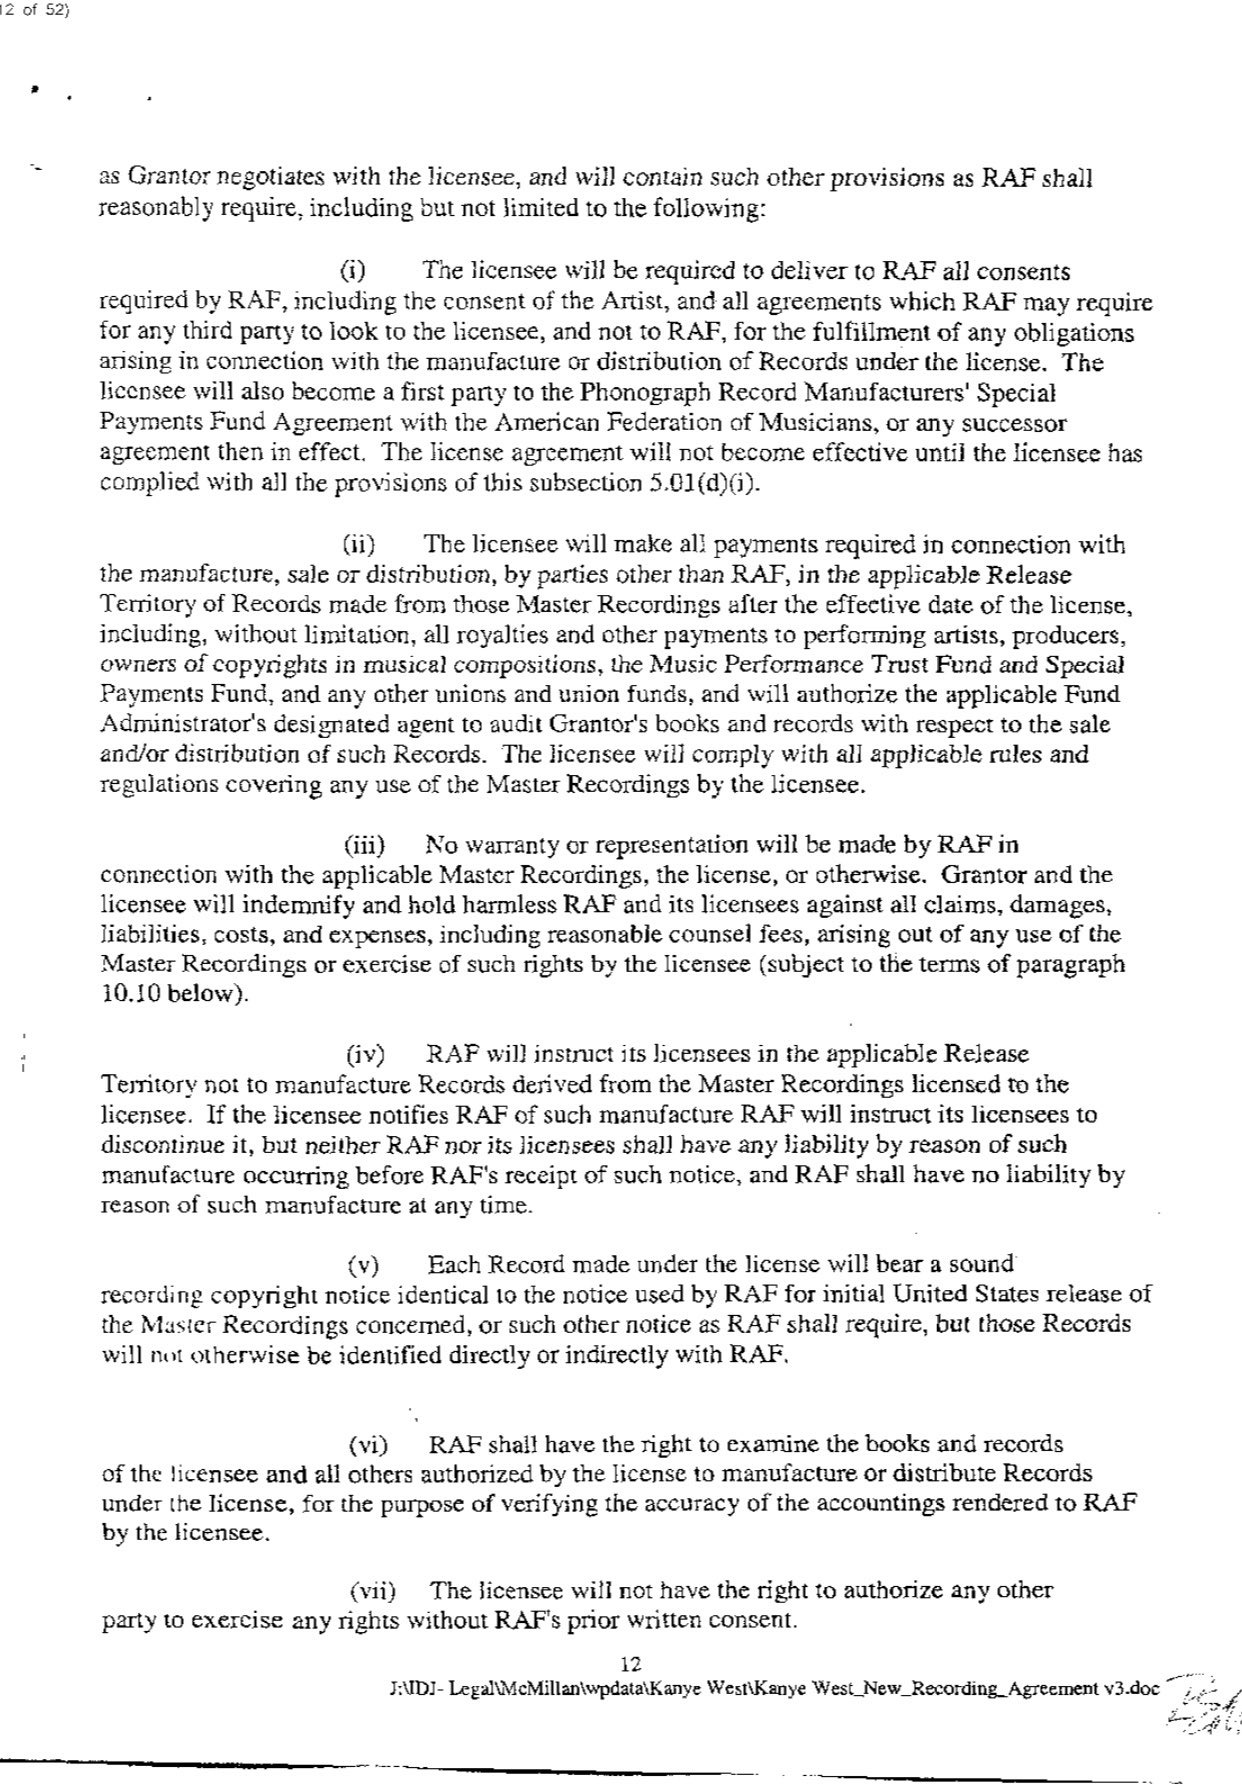 12 of 52)
as Grantor negotiates with the licensee, and will contain such other provisions as RAF shall
reasonably require, including but not limited to the following:
(i) The licensee will be required to deliver to RAF all consents
required by RAF, including the consent of the Artist, and all agreements which RAF may require
for any third party to look to the licensee, and not to RAF, for the fulfillment of any obligations
arising in connection with the manufacture or distribution of Records under the license. The
licensee will also become a first party to the Phonograph Record Manufacturers' Special
Payments Fund Agreement with the American Federation of Musicians, or any successor
agreement then in effect. The license agreement will not become effective until the licensee has
complied with all the provisions of this subsection 5.01(d)(i).
(ii) The licensee will make all payments required in connection with
the manufacture, sale or distribution, by parties other than RAF, in the applicable Release
Territory of Records made from those Master Recordings after the effective date of the license,
including, without limitation, all royalties and other payments to performing artists, producers,
owners of copyrights in musical compositions, the Music Performance Trust Fund and Special
Payments Fund, and any other unions and union funds, and will authorize the applicable Fund
Administrator's designated agent to audit Grantor's books and records with respect to the sale
and/or distribution of such Records. The licensee will comply with all applicable rules and
regulations covering any use of the Master Recordings by the licensee.
(iii) No warranty or representation will be made by RAF in
connection with the applicable Master Recordings, the license, or otherwise. Grantor and the
licensee will indemnify and hold harmless RAF and its licensees against all claims, damages,
liabilities, costs, and expenses, including reasonable counsel fees, arising out of any use of the
Master Recordings or exercise of such rights by the licensee (subject to the terms of paragraph
10.10 below).
(iv) RAF will instruct its licensees in the applicable Release
Territory not to manufacture Records derived from the Master Recordings licensed to the
licensee. If the licensee notifies RAF of such manufacture RAF will instruct its licensees to
discontinue it, but neither RAF nor its licensees shall have any liability by reason of such
manufacture occurring before RAF's receipt of such notice, and RAF shall have no liability by
reason of such manufacture at any time.
(v) Each Record made under the license will bear a sound
recording copyright notice identical to the notice used by RAF for initial United States release of
the Master Recordings concerned, or such other notice as RAF shall require, but those Records
will not otherwise be identified directly or indirectly with RAF.
(vi) RAF shall have the right to examine the books and records
of the licensee and all others authorized by the license to manufacture or distribute Records
under the license, for the purpose of verifying the accuracy of the accountings rendered to RAF
by the licensee.
(vii) The licensee will not have the right to authorize any other
party to exercise any rights without RAF's prior written consent.
12
J:\IDJ- Legal\McMillan\wpdata\Kanye West\Kanye West_New_Recording_Agreement v3.doc